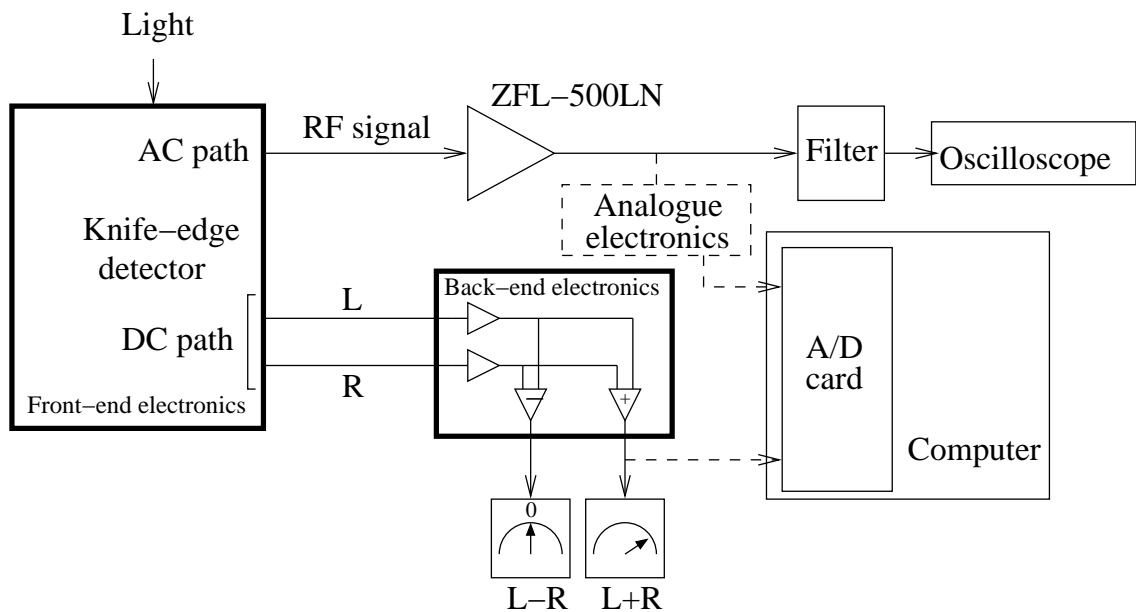 Light
ZFL−500LN
RF signal
AC path
Filter
Oscilloscope
Analogue
electronics
Knife−edge
detector
Back−end electronics
L
DC path
R
Front−end electronics
−
+
A/D
card
Computer
0
L−R
L+R